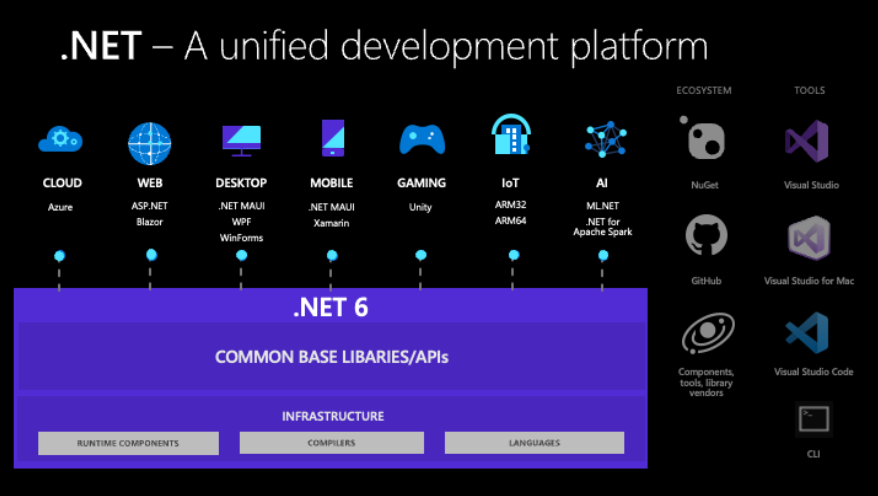 .NET – A unified development platform
ECOSYSTEM
TOOLS
CLOUD
Azure
WEB
ASP.NET
Blazor
DESKTOP
.NET MAUI
WPF
WinForms
MOBILE
.NET MAUI
Xamarin
GAMING
Unity
IoT
ARM32
ARM64
AI
ML.NET
.NET for
Apache Spark
NuGet
Visual Studio
GitHub
Visual Studio for Mac
Components,
tools, library
vendors
Visual Studio Code
>_
CLI
.NET 6
COMMON BASE LIBARIES/APIs
INFRASTRUCTURE
RUNTIME COMPONENTS
COMPILERS
LANGUAGES